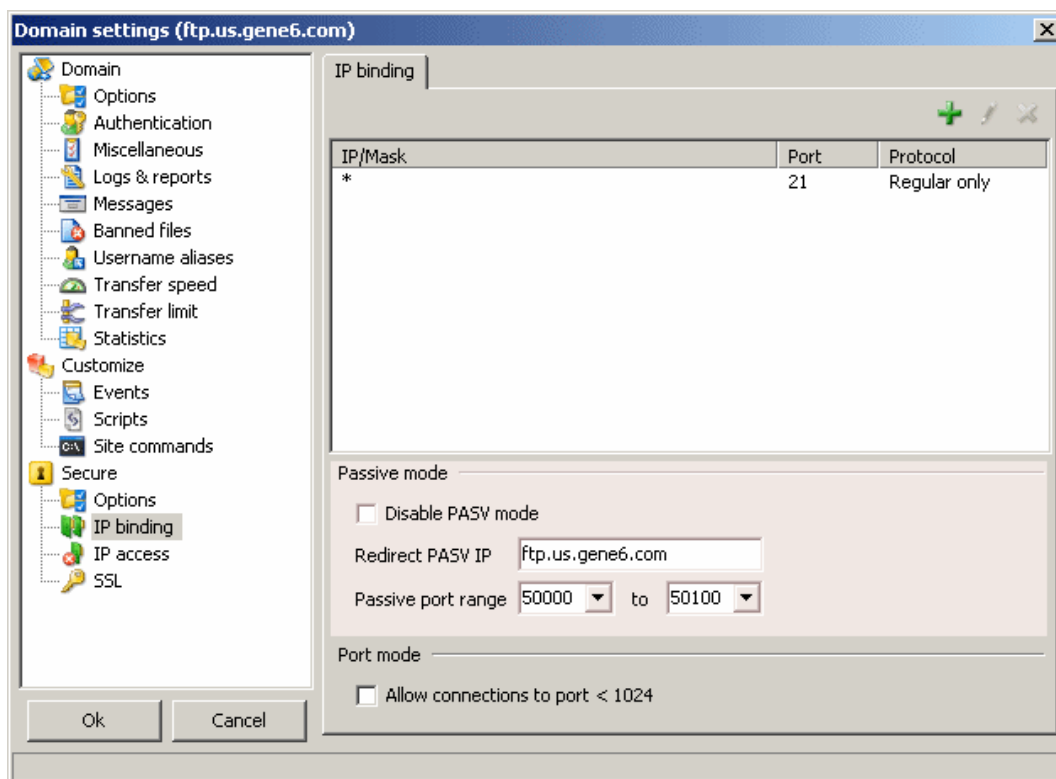 Domain settings (ftp.us.gene6.com)
Domain
Options
Authentication
Miscellaneous
Logs & reports
Messages
Banned files
Username aliases
Transfer speed
Transfer limit
Statistics
Customize
Events
Scripts
Site commands
Secure
Options
IP binding
IP access
SSL
Ok Cancel
IP binding
IP/Mask Port Protocol
* 21 Regular only
Passive mode
Disable PASV mode
Redirect PASV IP ftp.us.gene6.com
Passive port range 50000 to 50100
Port mode
Allow connections to port < 1024